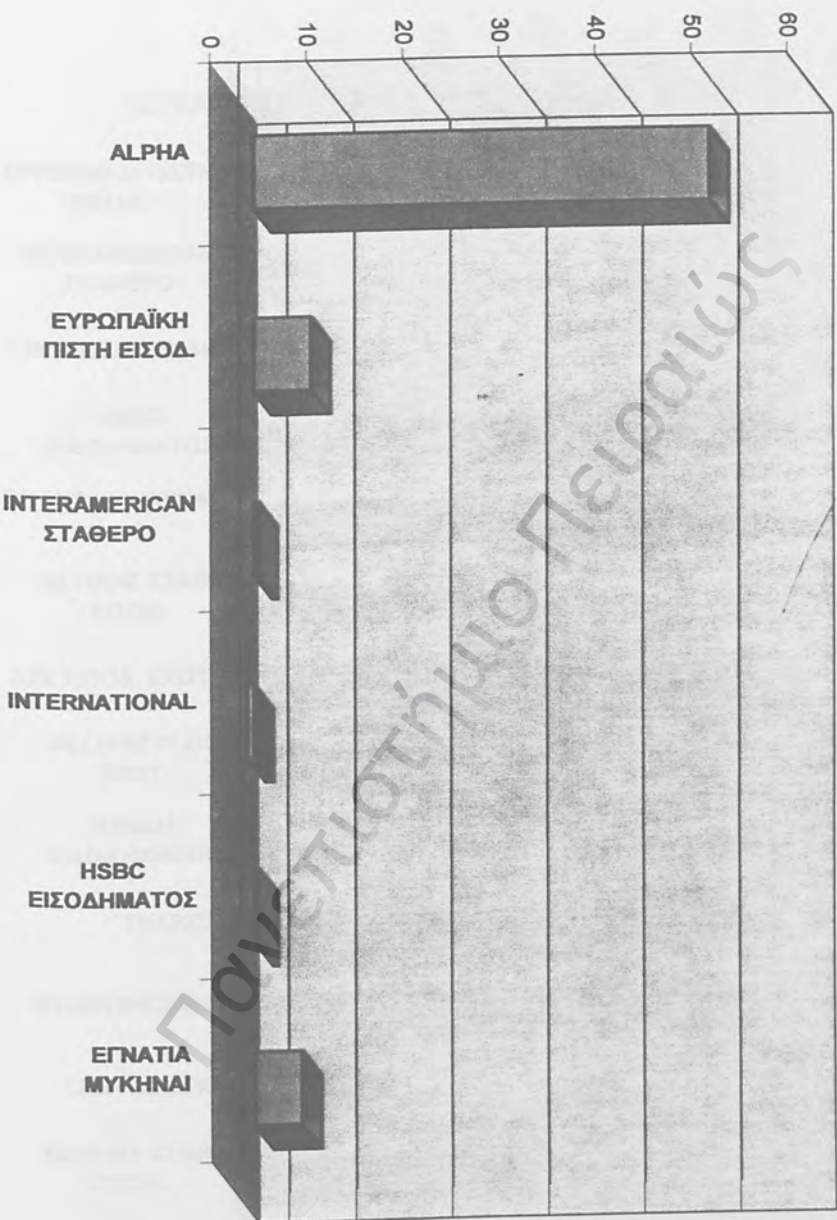 0
10
20
30
40
50
60
ALPHA
ΕΥΡΩΠΑΪΚΗ
ΠΙΣΤΗ ΕΙΣΟΔ.
INTERAMERICAN
ΣΤΑΘΕΡΟ
INTERNATIONAL
HSBC
ΕΙΣΟΔΗΜΑΤΟΣ
ΕΓΝΑΤΙΑ
ΜΥΚΗΝΑΙ
Πανεπιστήμιο Πειραιώς